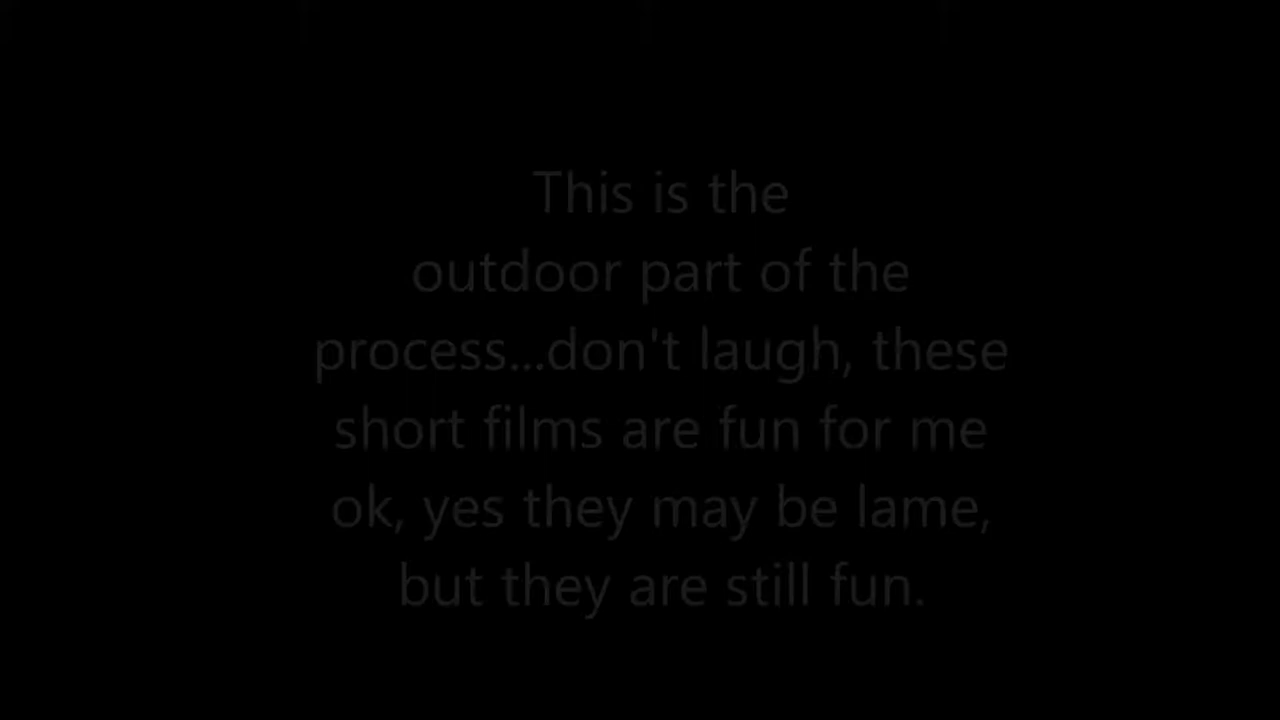 This is the
outdoor part of the
process...don't laugh, these
short films are fun for me
ok, yes they may be lame,
but they are still fun.